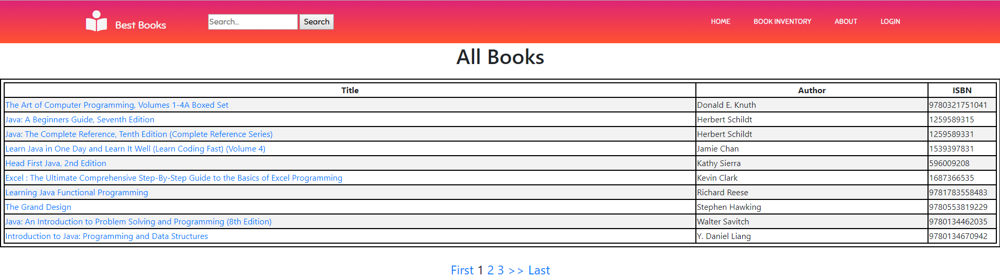 Best Books Search... Search HOME BOOK INVENTORY ABOUT LOGIN
All Books
Title Author ISBN
The Art of Computer Programming, Volumes 1-4A Boxed Set Donald E. Knuth 9780321751041
Java: A Beginners Guide, Seventh Edition Herbert Schildt 1259589315
Java: The Complete Reference, Tenth Edition (Complete Reference Series) Herbert Schildt 1259589331
Learn Java in One Day and Learn It Well (Learn Coding Fast) (Volume 4) Jamie Chan 1539397831
Head First Java, 2nd Edition Kathy Sierra 596009208
Excel : The Ultimate Comprehensive Step-By-Step Guide to the Basics of Excel Programming Kevin Clark 1687366535
Learning Java Functional Programming Richard Reese 9781783558483
The Grand Design Stephen Hawking 9780553819229
Java: An Introduction to Problem Solving and Programming (8th Edition) Walter Savitch 9780134462035
Introduction to Java: Programming and Data Structures Y. Daniel Liang 9780134670942
First 1 2 3 >> Last